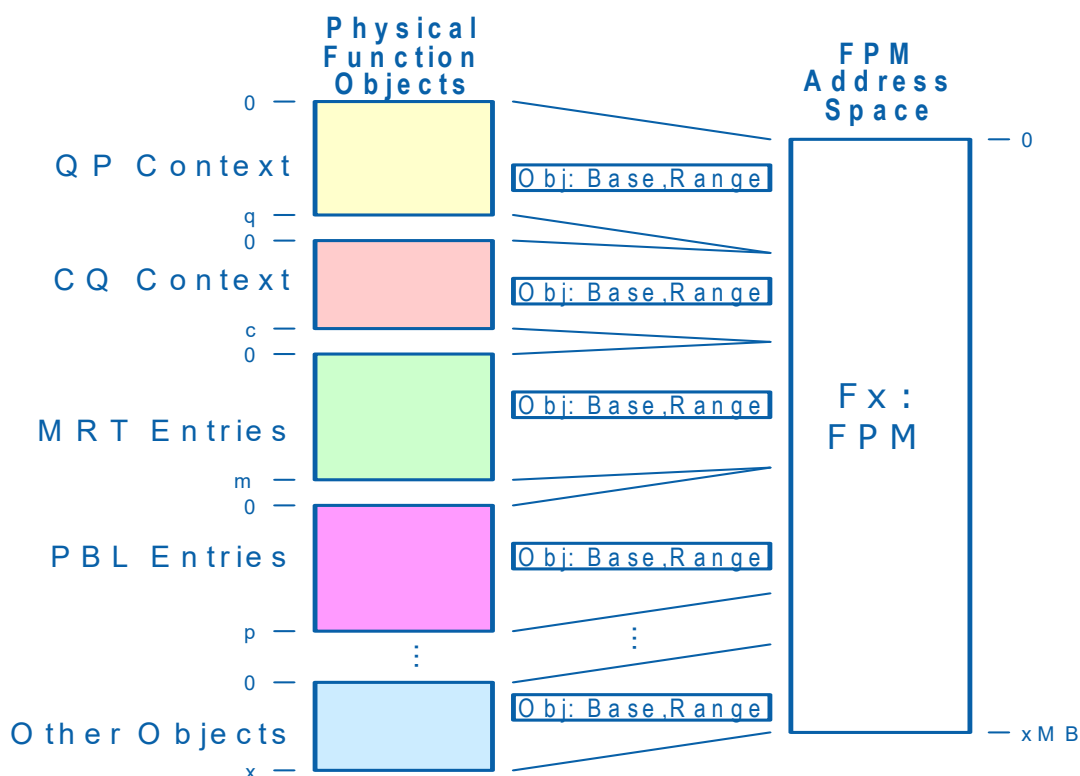 Physical
Function
Objects
FPM
Address
Space
0
0
QP Context
Obj: Base,Range
q
0
CQ Context
Obj: Base,Range
c
0
MRT Entries
Obj: Base,Range
Fx:
FPM
m
0
PBL Entries
Obj: Base,Range
p
⋮
⋮
0
Other Objects
Obj: Base,Range
xMB
x